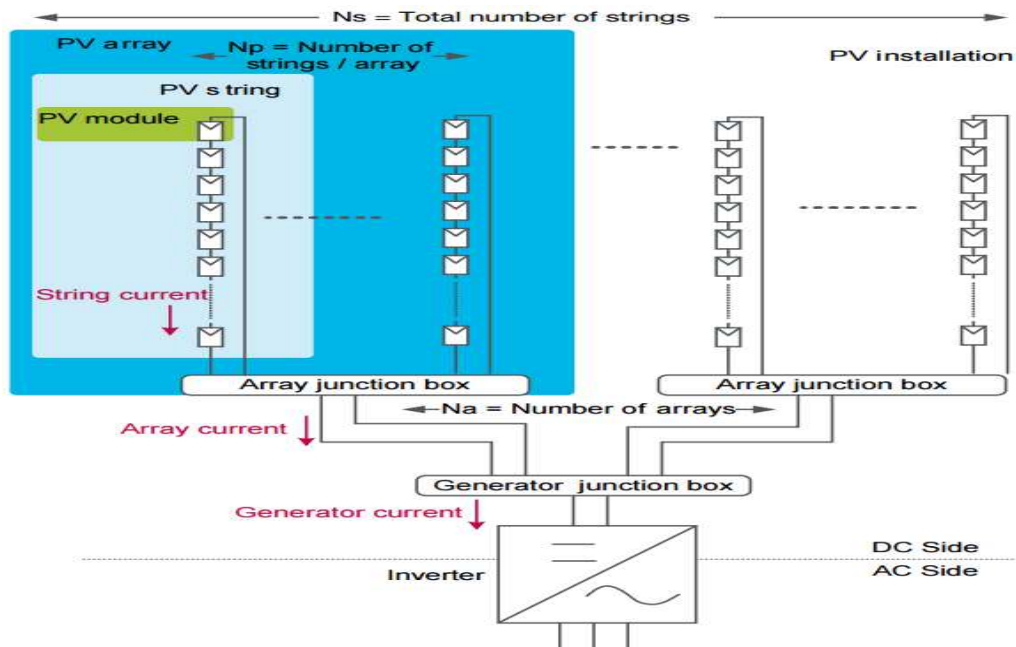 Ns = Total number of strings
PV array
Np = Number of
strings / array
PV installation
PV s tring
PV module
String current
Array junction box
Array junction box
Na = Number of arrays
Array current
Generator junction box
Generator current
DC Side
Inverter
AC Side